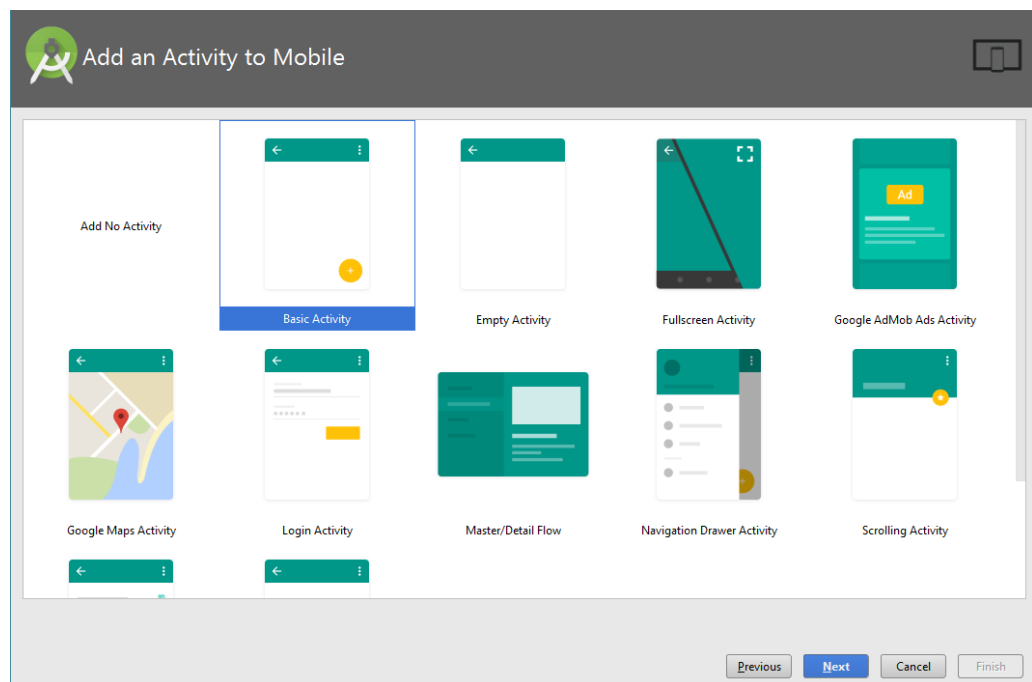 Add an Activity to Mobile
Add No Activity
Basic Activity
Empty Activity
Fullscreen Activity
Ad
Google AdMob Ads Activity
Google Maps Activity
Login Activity
Master/Detail Flow
Navigation Drawer Activity
Scrolling Activity
Previous
Next
Cancel
Finish